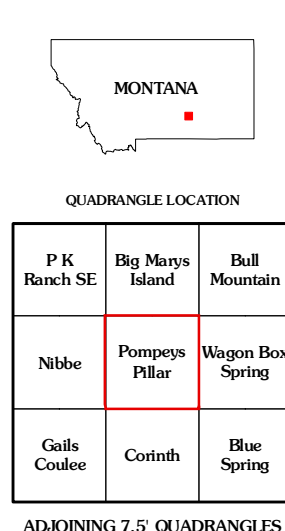 MONTANA
QUADRANGLE LOCATION
P K Big Marys Bull
Ranch SE Island Mountain
Nibbe Pompeys Wagon Box
Pillar Spring
Gails Corinth Blue
Coulee Spring
ADJOINING 7.5' QUADRANGLES